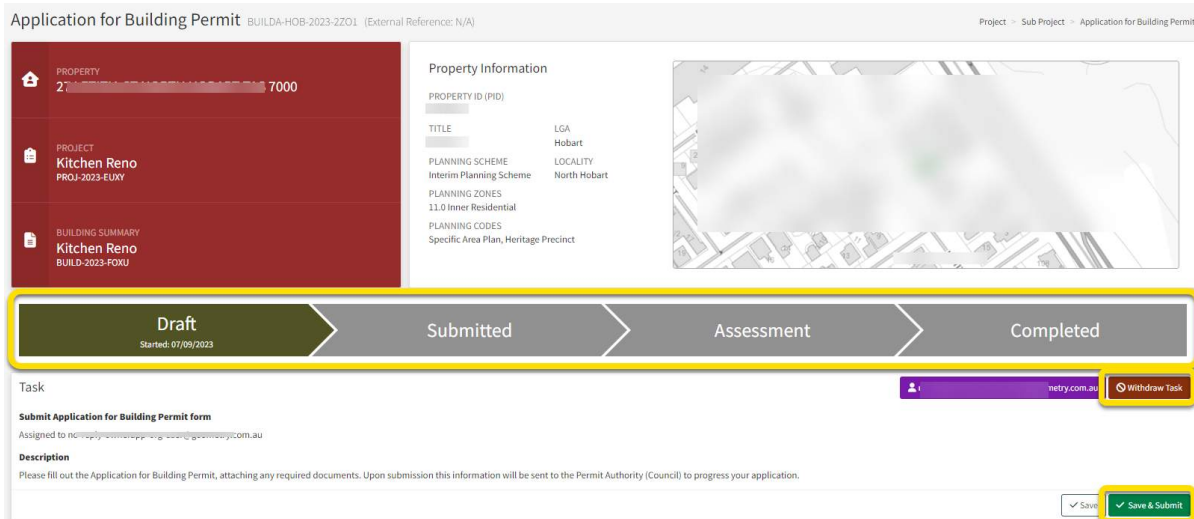 Application for Building Permit BUILDA-HOB-2023-2ZO1 (External Reference: N/A)
Project > Sub Project > Application for Building Permit
PROPERTY
7000
PROJECT
Kitchen Reno
PROJ-2023-EUXY
BUILDING SUMMARY
Kitchen Reno
BUILD-2023-FOXU
Property Information
PROPERTY ID (PID)
TITLE LGA
Hobart
PLANNING SCHEME LOCALITY
Interim Planning Scheme North Hobart
PLANNING ZONES
11.0 Inner Residential
PLANNING CODES
Specific Area Plan, Heritage Precinct
Draft Submitted Assessment Completed
Started: 07/09/2023
Task
metry.com.au Withdraw Task
Submit Application for Building Permit form
Assigned to
Description
Please fill out the Application for Building Permit, attaching any required documents. Upon submission this information will be sent to the Permit Authority (Council) to progress your application.
Save Save & Submit